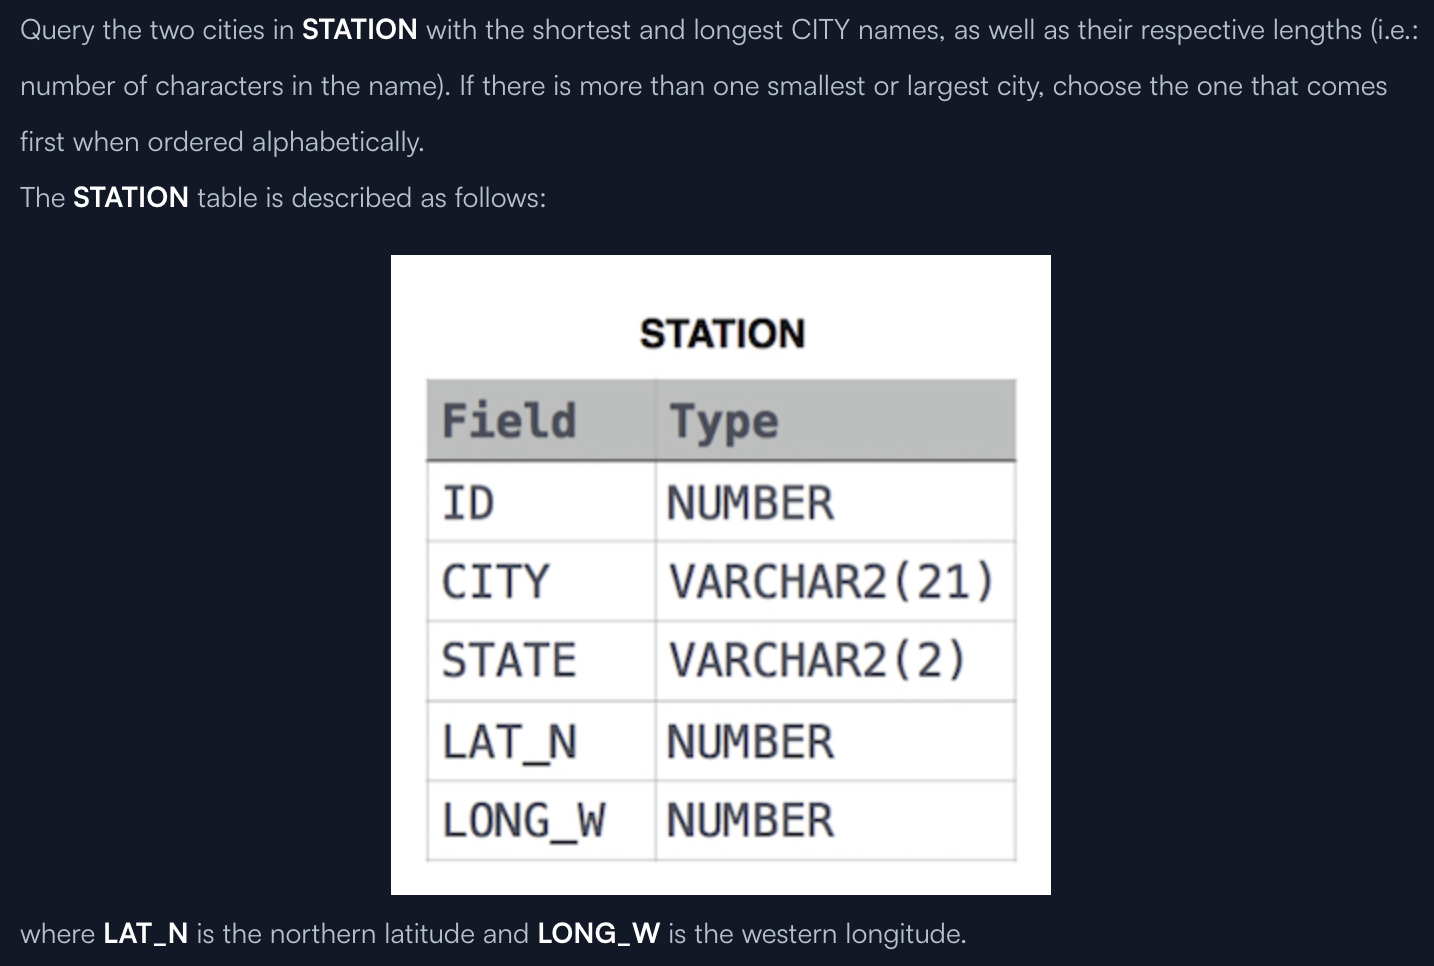 Query the two cities in STATION with the shortest and longest CITY names, as well as their respective lengths (i.e.:
number of characters in the name). If there is more than one smallest or largest city, choose the one that comes
first when ordered alphabetically.
The STATION table is described as follows:
STATION
Field Type
ID NUMBER
CITY VARCHAR2(21)
STATE VARCHAR2(2)
LAT_N NUMBER
LONG_W NUMBER
where LAT_N is the northern latitude and LONG_W is the western longitude.